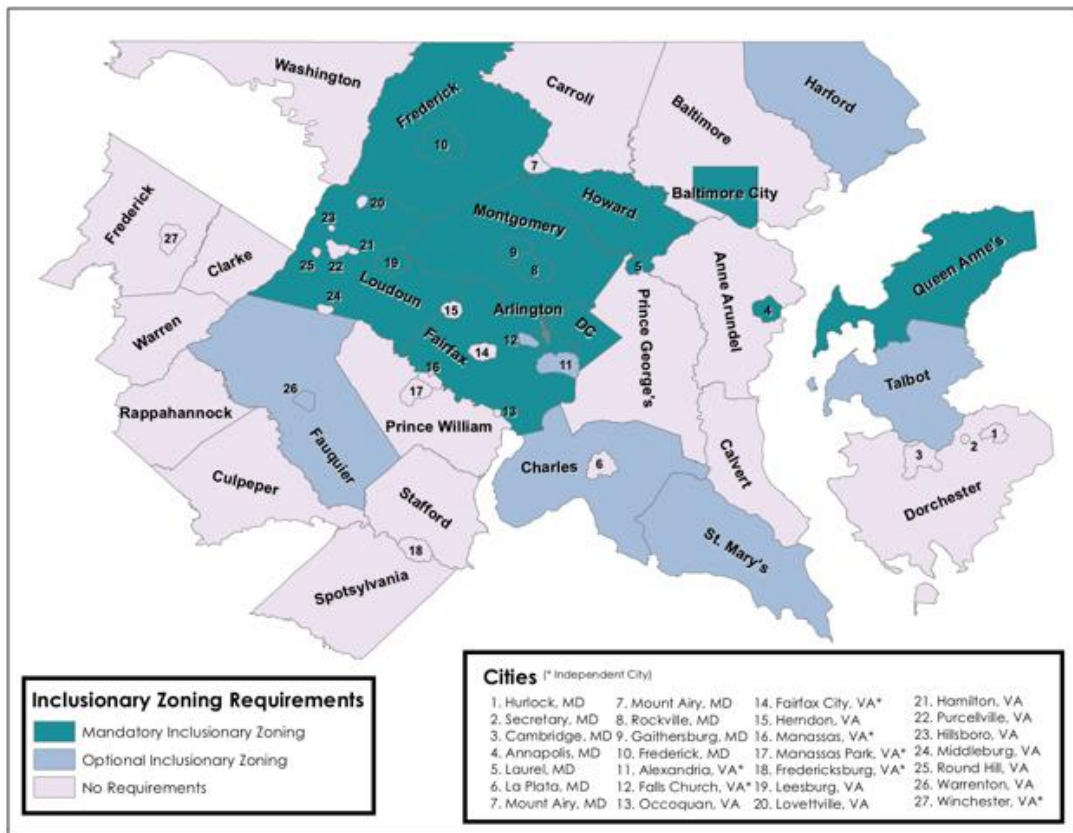 Washington
Frederick
Carroll
Baltimore
Harford
10
7
Baltimore City
Howard
20
Montgomery
Frederick
27
23
21
9
8
5
Queen Anne's
Clarke
25
22
19
Loudoun
Anne Arundel
Prince George's
24
15
Arlington
DC
4
Warren
Fairfax
12
14
11
Talbot
16
26
17
Rappahannock
Prince William
13
Fauquier
Calvert
1
2
3
Culpeper
Charles
6
Dorchester
Stafford
St. Mary's
18
Spotsylvania
Inclusionary Zoning Requirements
Mandatory Inclusionary Zoning
Optional Inclusionary Zoning
No Requirements
Cities (* Independent City)
1. Hurlock, MD
2. Secretary, MD
3. Cambridge, MD
4. Annapolis, MD
5. Laurel, MD
6. La Plata, MD
7. Mount Airy, MD
7. Mount Airy, MD
8. Rockville, MD
9. Gaithersburg, MD
10. Frederick, MD
11. Alexandria, VA*
12. Falls Church, VA*
13. Occoquan, VA
14. Fairfax City, VA*
15. Herndon, VA
16. Manassas, VA*
17. Manassas Park, VA*
18. Fredericksburg, VA*
19. Leesburg, VA
20. Lovettville, VA
21. Hamilton, VA
22. Purcellville, VA
23. Hillsboro, VA
24. Middleburg, VA
25. Round Hill, VA
26. Warrenton, VA
27. Winchester, VA*